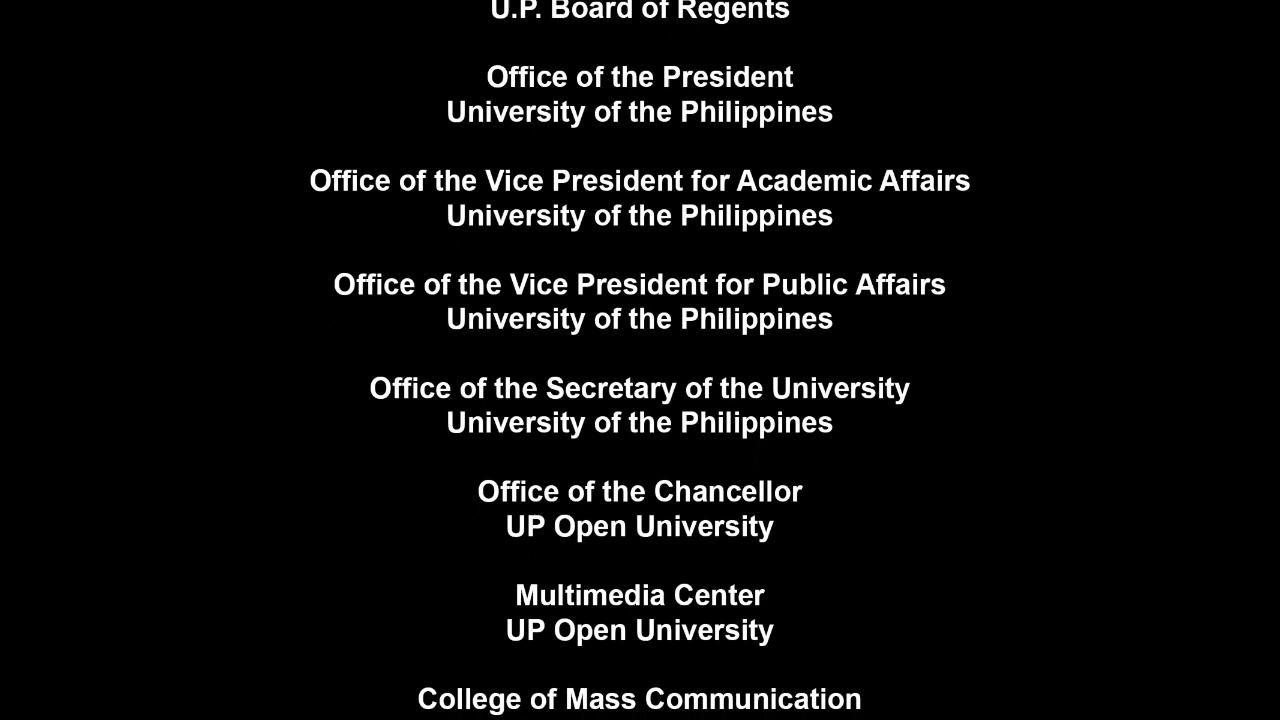 U.P. Board of Regents
Office of the President
University of the Philippines
Office of the Vice President for Academic Affairs
University of the Philippines
Office of the Vice President for Public Affairs
University of the Philippines
Office of the Secretary of the University
University of the Philippines
Office of the Chancellor
UP Open University
Multimedia Center
UP Open University
College of Mass Communication